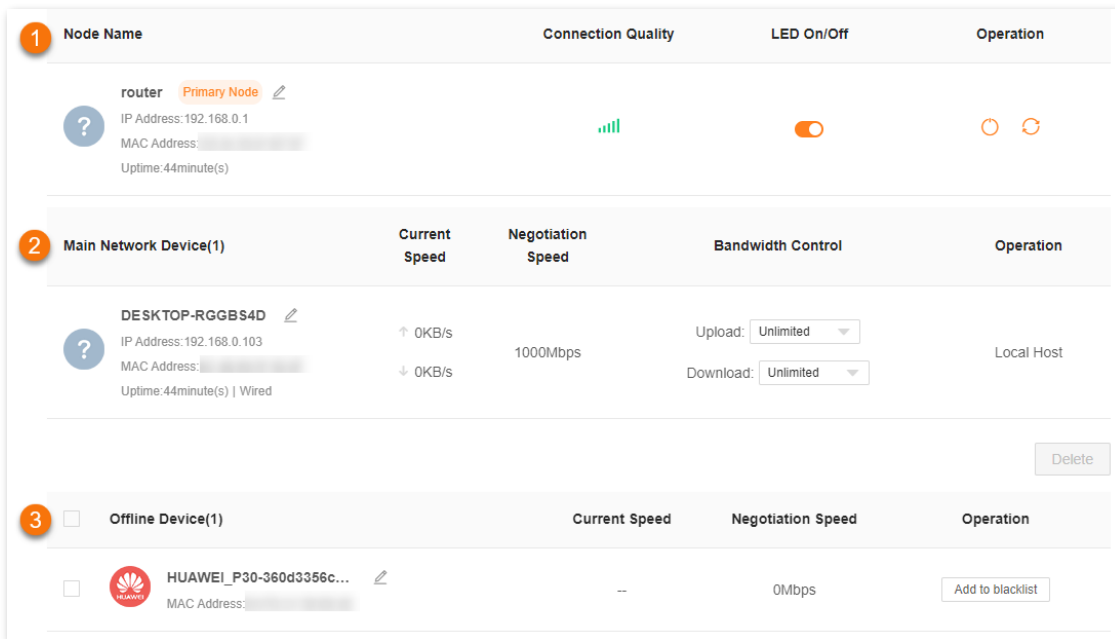 1 Node Name Connection Quality LED On/Off Operation
router Primary Node
? IP Address:192.168.0.1
MAC Address:
Uptime:44minute(s)
2 Main Network Device(1) Current Speed Negotiation Speed Bandwidth Control Operation
DESKTOP-RGGBS4D
? IP Address:192.168.0.103
MAC Address:
Uptime:44minute(s) | Wired
↑ 0KB/s
↓ 0KB/s
1000Mbps
Upload: Unlimited
Download: Unlimited
Local Host
Delete
3 Offline Device(1) Current Speed Negotiation Speed Operation
HUAWEI
HUAWEI_P30-360d3356c...
MAC Address:
-- 0Mbps Add to blacklist